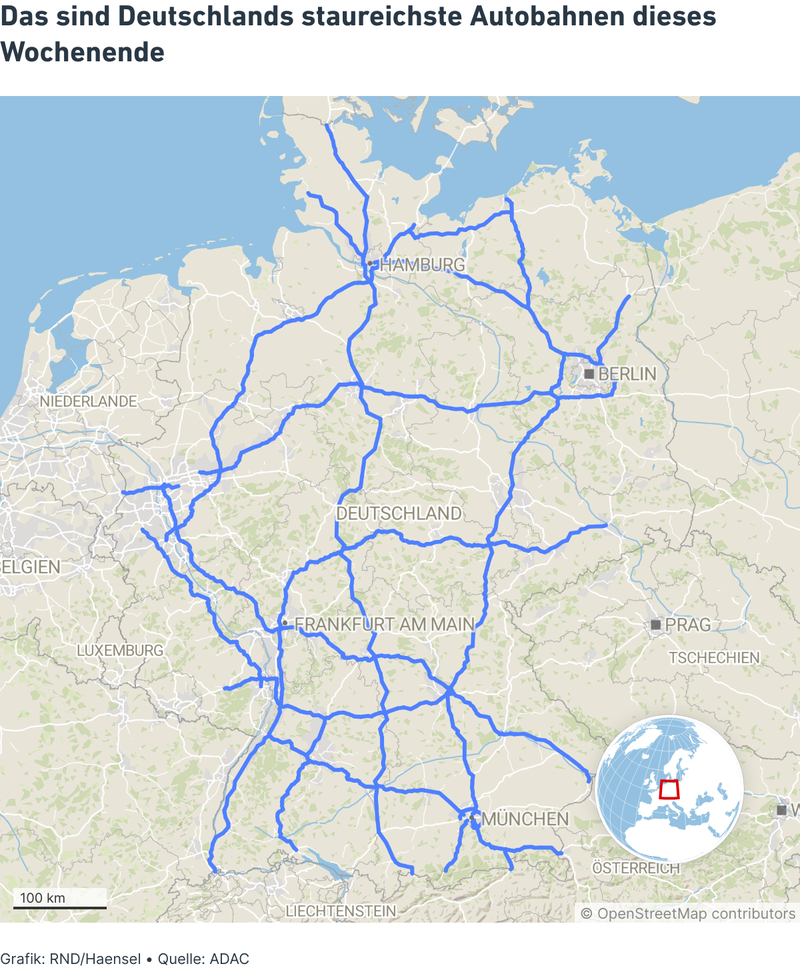 Das sind Deutschlands staureichste Autobahnen dieses
Wochenende
HAMBURG
BERLIN
NIEDERLANDE
DEUTSCHLAND
ELGIEN
FRANKFURT AM MAIN
PRAG
LUXEMBURG
TSCHECHIEN
W
MÜNCHEN
ÖSTERREICH
100 km
LIECHTENSTEIN
© OpenStreetMap contributors
Grafik: RND/Haensel • Quelle: ADAC